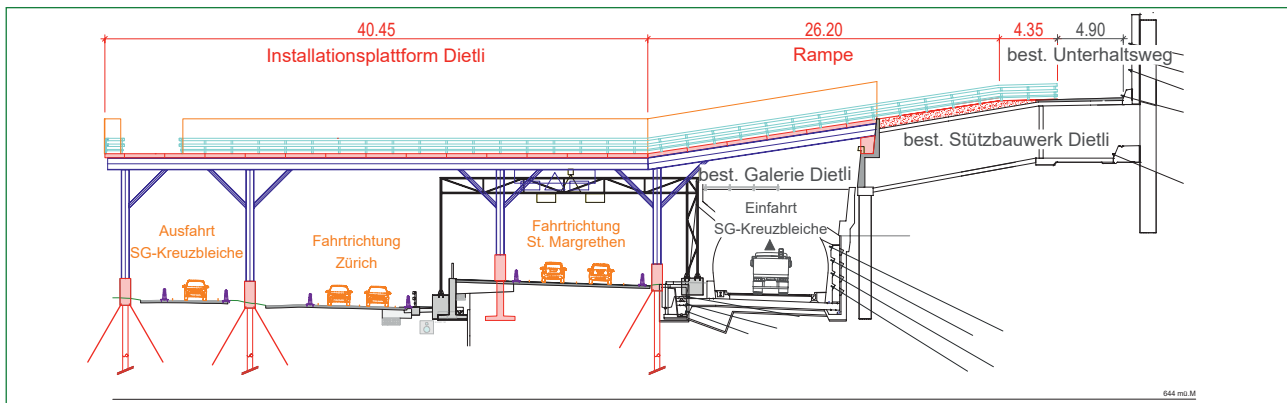 40.45
26.20
4.35
4.90
Installationsplattform Dietli
Rampe
best. Unterhaltsweg
best. Stützbauwerk Dietli
best. Galerie Dietli
Einfahrt
SG-Kreuzbleiche
Ausfahrt
SG-Kreuzbleiche
Fahrtrichtung
Zürich
Fahrtrichtung
St. Margrethen
644 mü.M